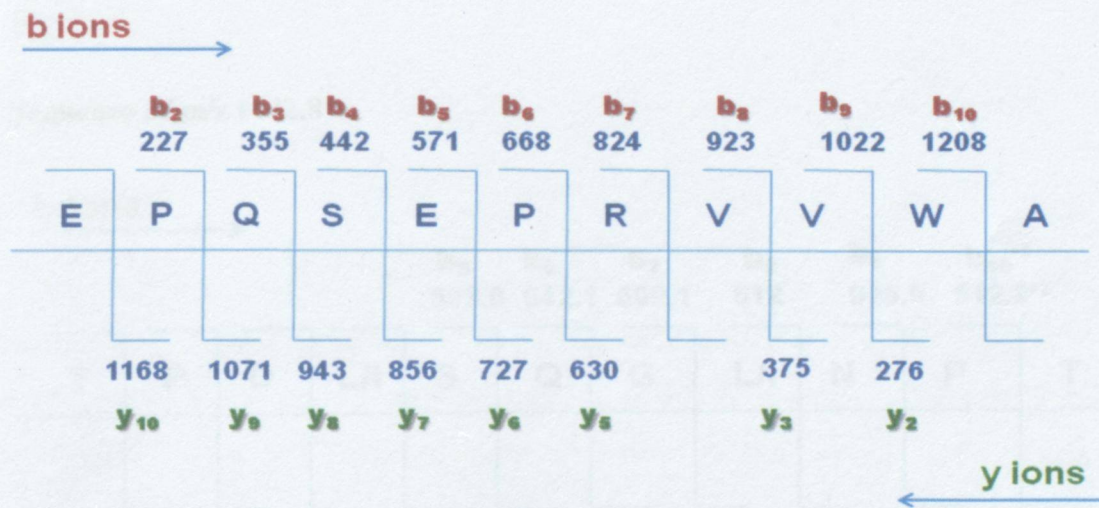 b ions
b₂ b₃ b₄ b₅ b₆ b₇ b₈ b₉ b₁₀
227 355 442 571 668 824 923 1022 1208
E P Q S E P R V V W A
1168 1071 943 856 727 630 375 276
y₁₀ y₉ y₈ y₇ y₆ y₅ y₃ y₂
y ions